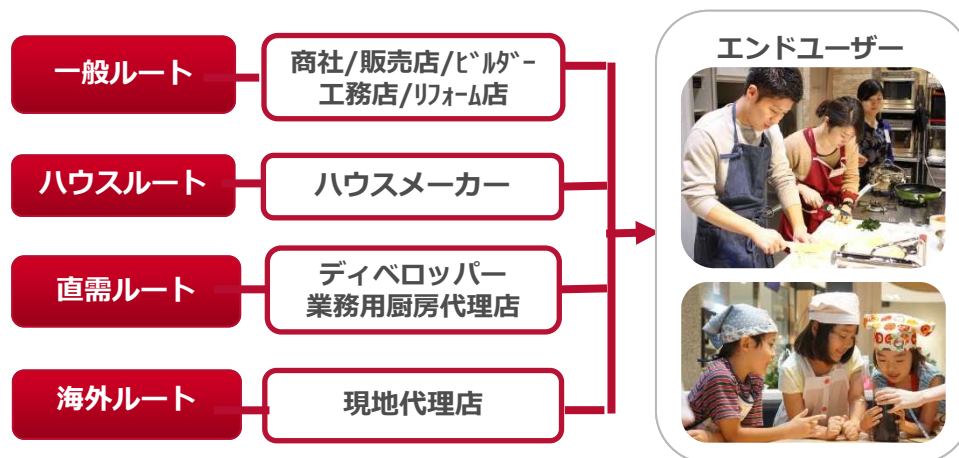 エンドユーザー
一般ルート
商社/販売店/ﾋﾞﾙﾀﾞｰ
工務店/ﾘﾌｫｰﾑ店
ハウスルート
ハウスメーカー
直需ルート
ディベロッパー
業務用厨房代理店
海外ルート
現地代理店